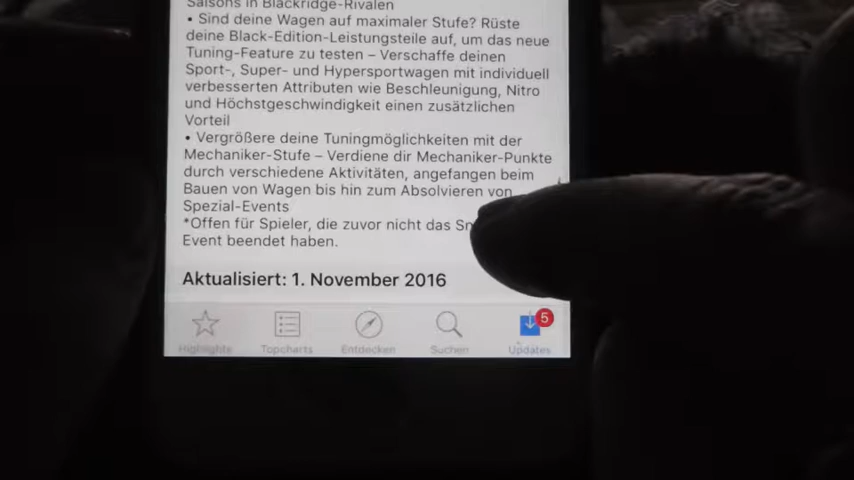 Saisons in Blackridge-Rivalen
• Sind deine Wagen auf maximaler Stufe? Rüste
deine Black-Edition-Leistungsteile auf, um das neue
Tuning-Feature zu testen – Verschaffe deinen
Sport-, Super- und Hypersportwagen mit individuell
verbesserten Attributen wie Beschleunigung, Nitro
und Höchstgeschwindigkeit einen zusätzlichen
Vorteil
• Vergrößere deine Tuningmöglichkeiten mit der
Mechaniker-Stufe – Verdiene dir Mechaniker-Punkte
durch verschiedene Aktivitäten, angefangen beim
Bauen von Wagen bis hin zum Absolvieren von
Spezial-Events
*Offen für Spieler, die zuvor nicht das
Event beendet haben.
Aktualisiert: 1. November 2016
5
Highlights Topcharts Entdecken Suchen Updates